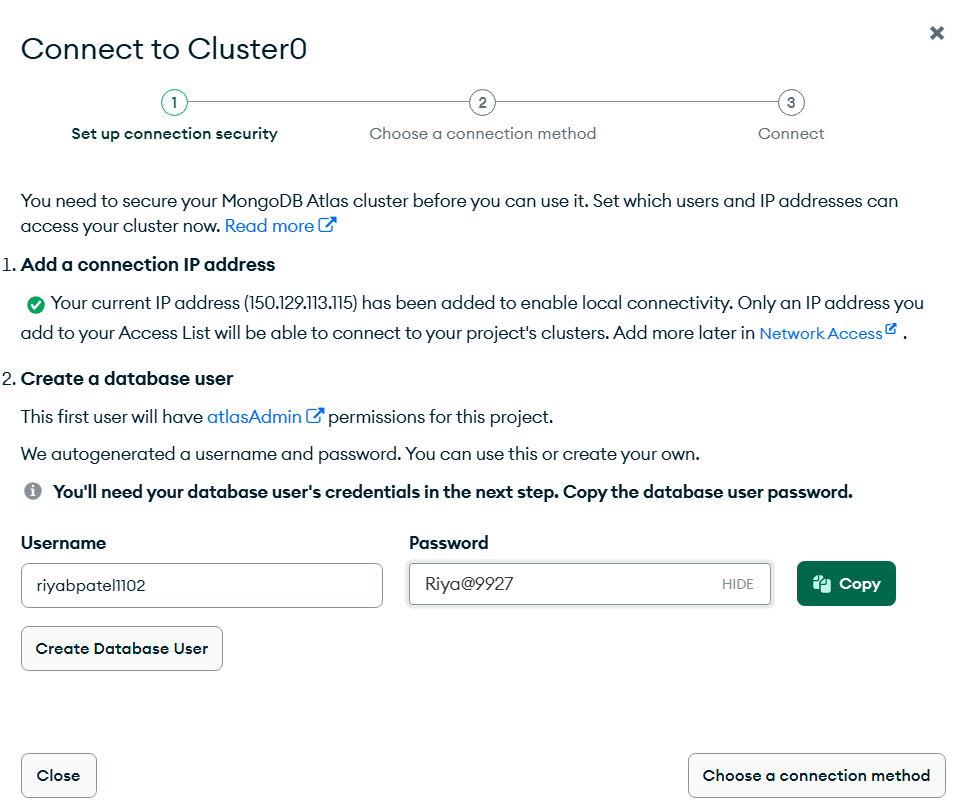 Connect to Cluster0
1
2
3
Set up connection security
Choose a connection method
Connect
You need to secure your MongoDB Atlas cluster before you can use it. Set which users and IP addresses can
access your cluster now. Read more
1. Add a connection IP address
Your current IP address (150.129.113.115) has been added to enable local connectivity. Only an IP address you
add to your Access List will be able to connect to your project's clusters. Add more later in Network Access .
2. Create a database user
This first user will have atlasAdmin permissions for this project.
We autogenerated a username and password. You can use this or create your own.
You'll need your database user's credentials in the next step. Copy the database user password.
Username
Password
riyabpatel1102
Riya@9927
HIDE
Copy
Create Database User
Close
Choose a connection method